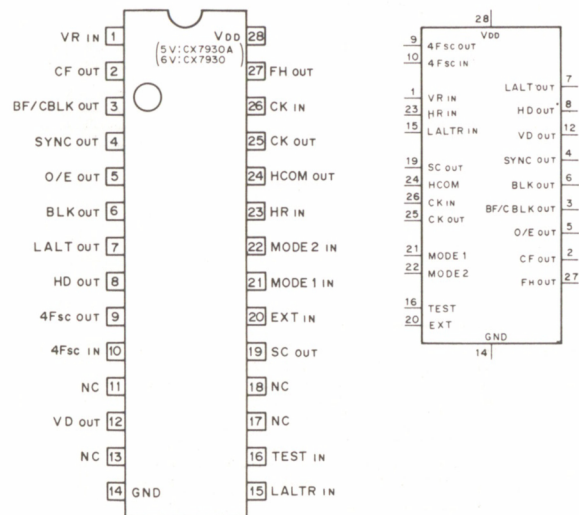 VR IN 1
CF OUT 2
BF/CBLK OUT 3
SYNC OUT 4
O/E OUT 5
BLK OUT 6
LALT OUT 7
HD OUT 8
4Fsc OUT 9
4Fsc IN 10
NC 11
VD OUT 12
NC 13
14 GND
VDD 28
(5V:CX7930A
6V:CX7930)
27 FH OUT
26 CK IN
25 CK OUT
24 HCOM OUT
23 HR IN
22 MODE 2 IN
21 MODE 1 IN
20 EXT IN
19 SC OUT
18 NC
17 NC
16 TEST IN
15 LALTR IN
28
VDD
9 4Fsc OUT
10 4Fsc IN
1 VR IN
23 HR IN
15 LALTR IN
19 SC OUT
24 HCOM
26 CK IN
25 CK OUT
21 MODE 1
22 MODE 2
16 TEST
20 EXT
LALT OUT 7
HD OUT 8
VD OUT 12
SYNC OUT 4
BLK OUT 6
BF/CBLK OUT 3
O/E OUT 5
CF OUT 2
FH OUT 27
GND
14